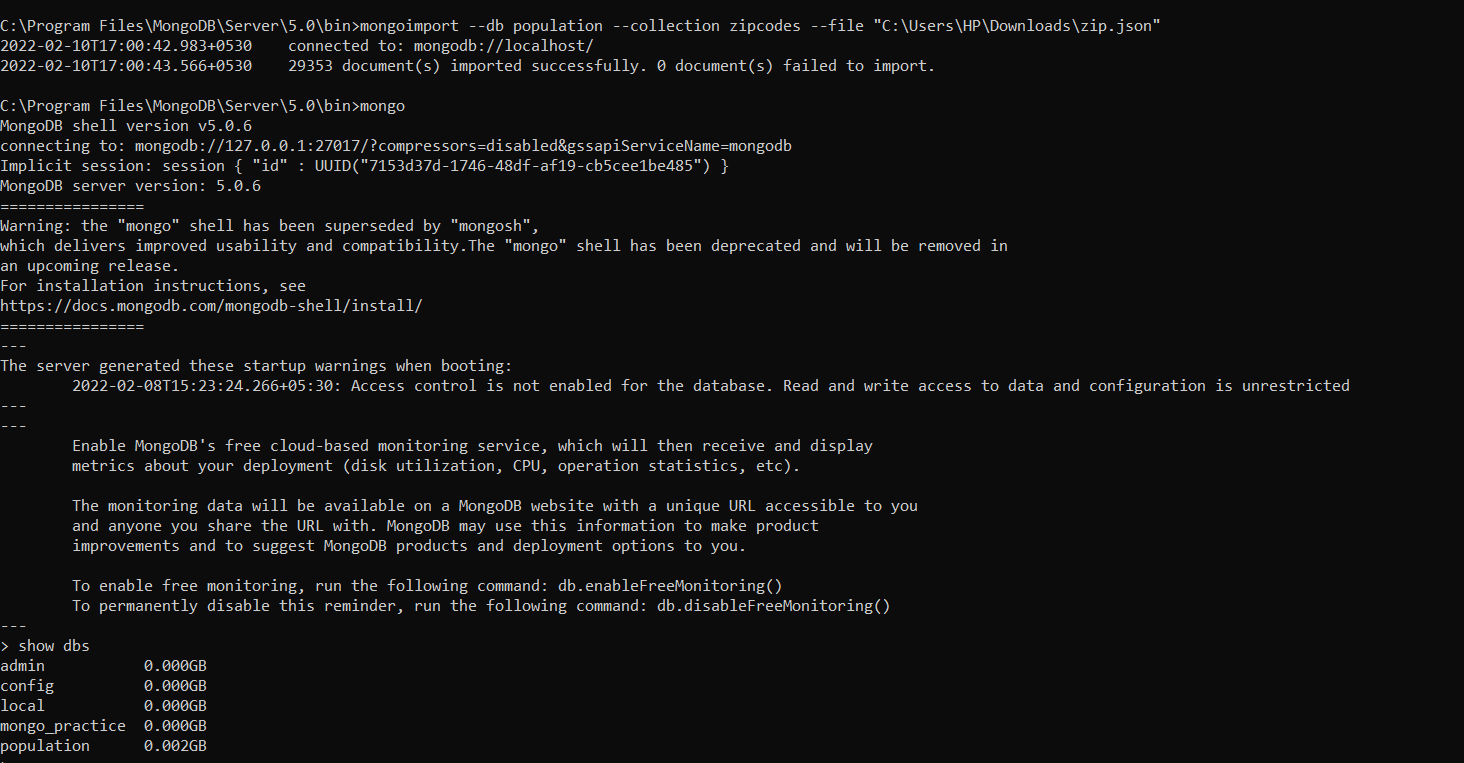 C:\Program Files\MongoDB\Server\5.0\bin>mongoimport --db population --collection zipcodes --file "C:\Users\HP\Downloads\zip.json"
2022-02-10T17:00:42.983+0530    connected to: mongodb://localhost/
2022-02-10T17:00:43.566+0530    29353 document(s) imported successfully. 0 document(s) failed to import.
C:\Program Files\MongoDB\Server\5.0\bin>mongo
MongoDB shell version v5.0.6
connecting to: mongodb://127.0.0.1:27017/?compressors=disabled&gssapiServiceName=mongodb
Implicit session: session { "id" : UUID("7153d37d-1746-48df-af19-cb5cee1be485") }
MongoDB server version: 5.0.6
================
Warning: the "mongo" shell has been superseded by "mongosh",
which delivers improved usability and compatibility.The "mongo" shell has been deprecated and will be removed in
an upcoming release.
For installation instructions, see
https://docs.mongodb.com/mongodb-shell/install/
================
---
The server generated these startup warnings when booting:
        2022-02-08T15:23:24.266+05:30: Access control is not enabled for the database. Read and write access to data and configuration is unrestricted
---
---
        Enable MongoDB's free cloud-based monitoring service, which will then receive and display
        metrics about your deployment (disk utilization, CPU, operation statistics, etc).
        The monitoring data will be available on a MongoDB website with a unique URL accessible to you
        and anyone you share the URL with. MongoDB may use this information to make product
        improvements and to suggest MongoDB products and deployment options to you.
        To enable free monitoring, run the following command: db.enableFreeMonitoring()
        To permanently disable this reminder, run the following command: db.disableFreeMonitoring()
---
> show dbs
admin           0.000GB
config          0.000GB
local           0.000GB
mongo_practice  0.000GB
population      0.002GB